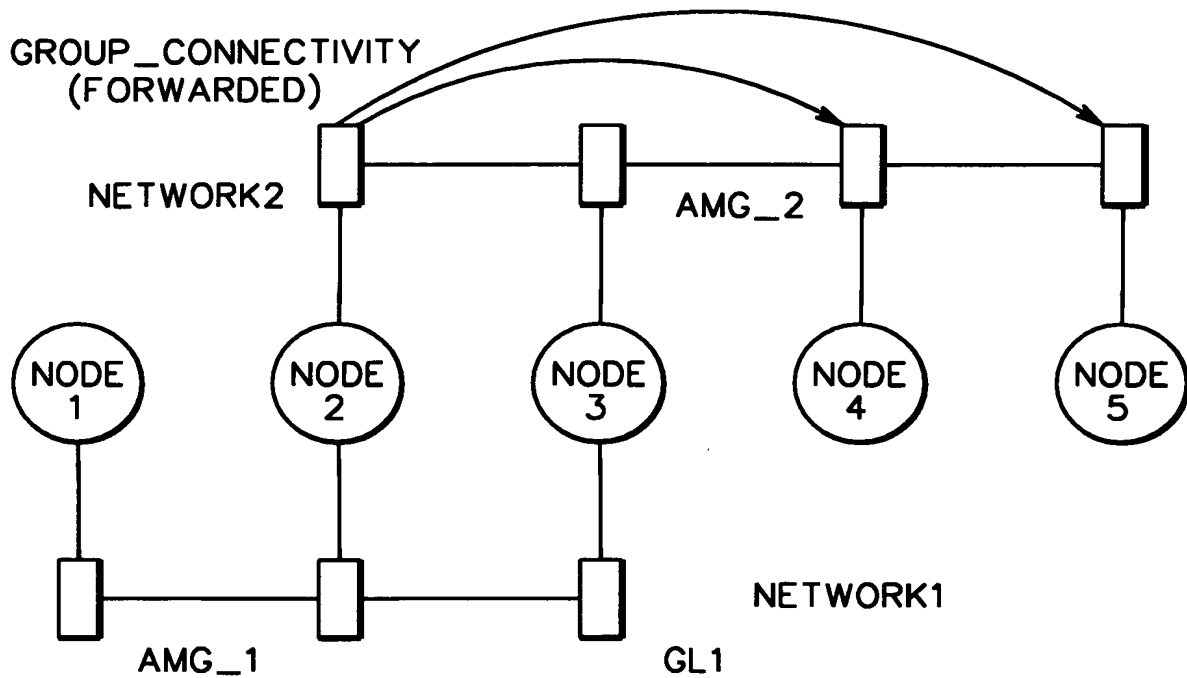 GROUP_CONNECTIVITY
(FORWARDED)
NETWORK2
AMG_2
NODE
1
NODE
2
NODE
3
NODE
4
NODE
5
NETWORK1
AMG_1
GL1